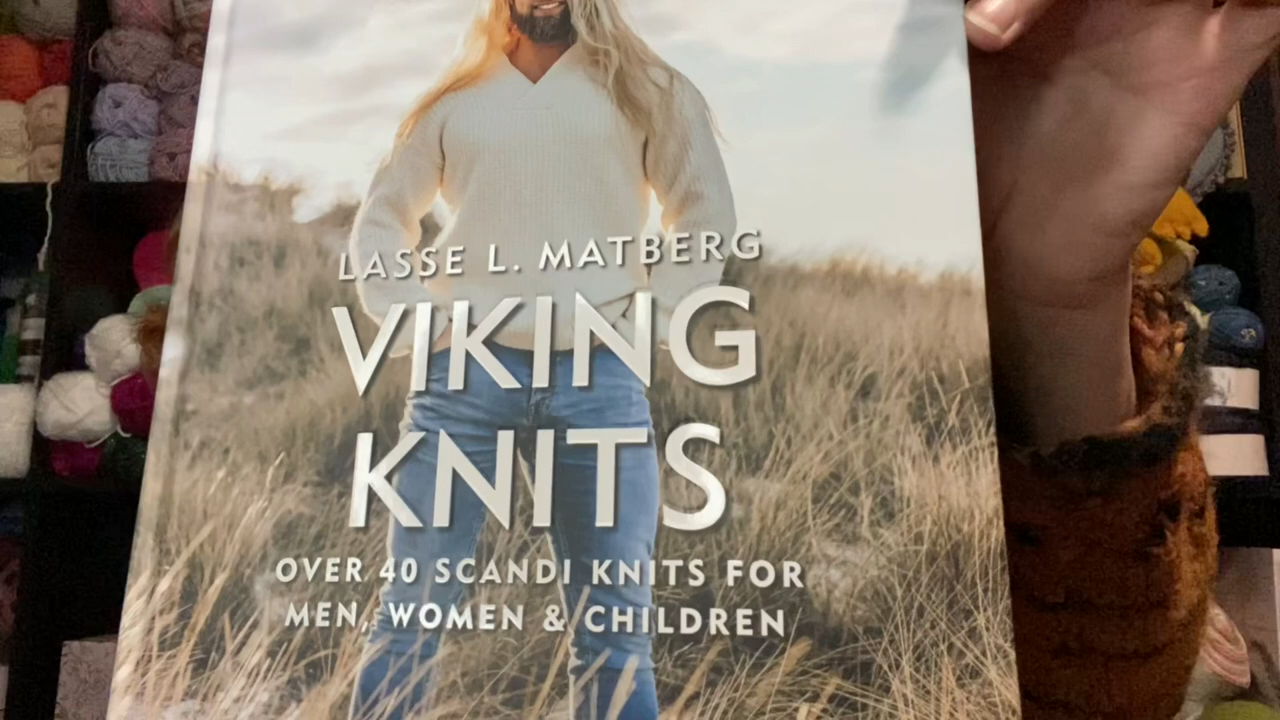 LASSE L. MATBERG
VIKING
KNITS
OVER 40 SCANDI KNITS FOR
MEN, WOMEN & CHILDREN